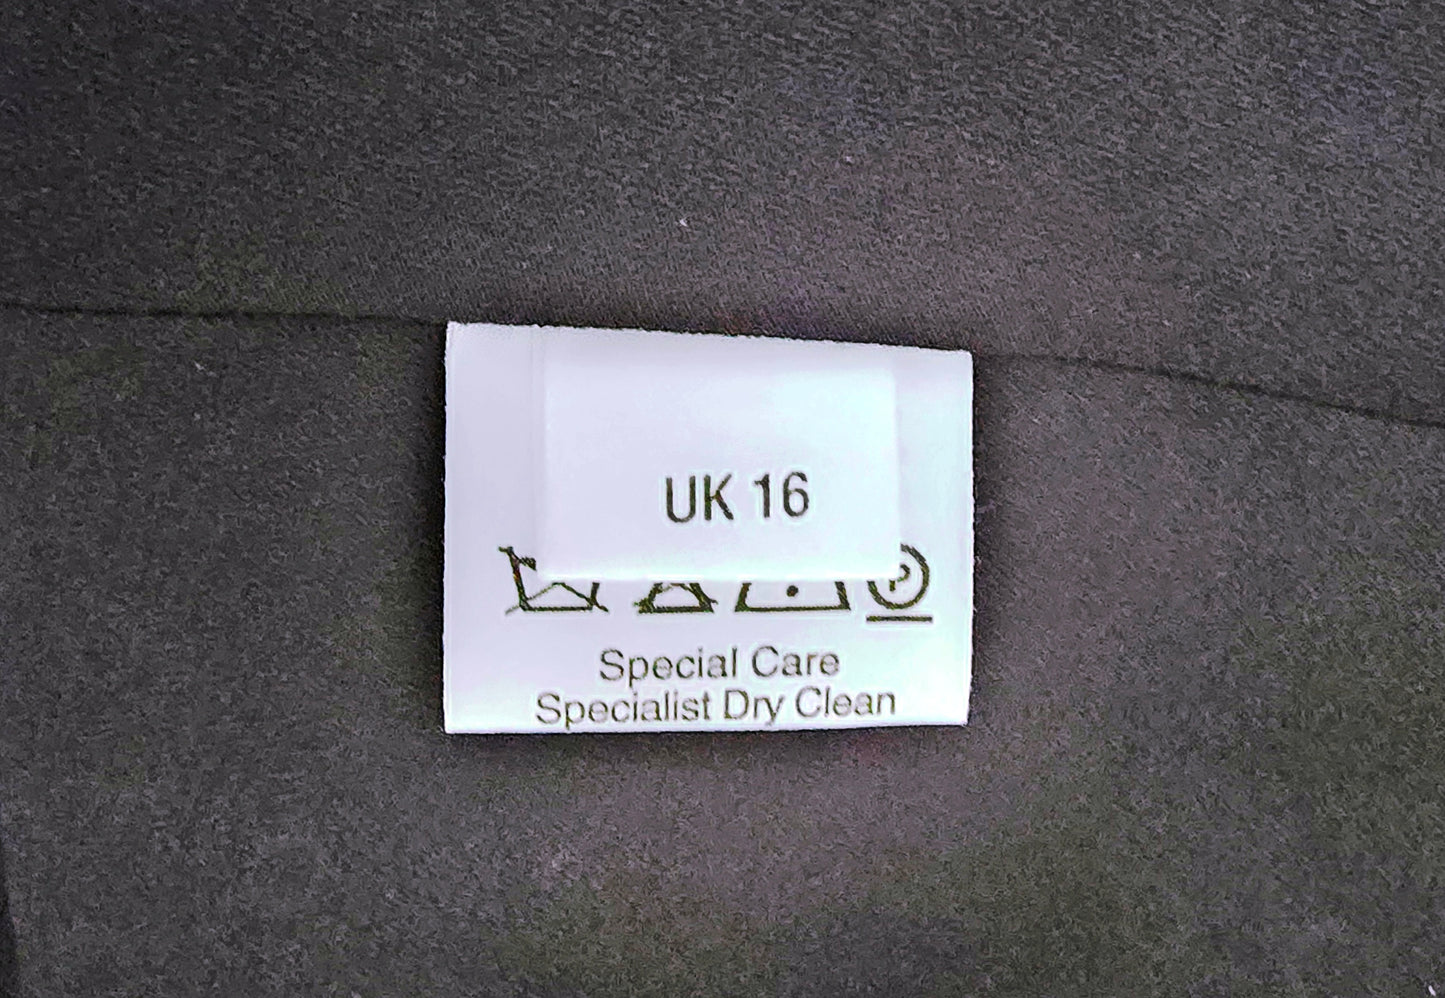 UK 16
P
Special Care
Specialist Dry Clean